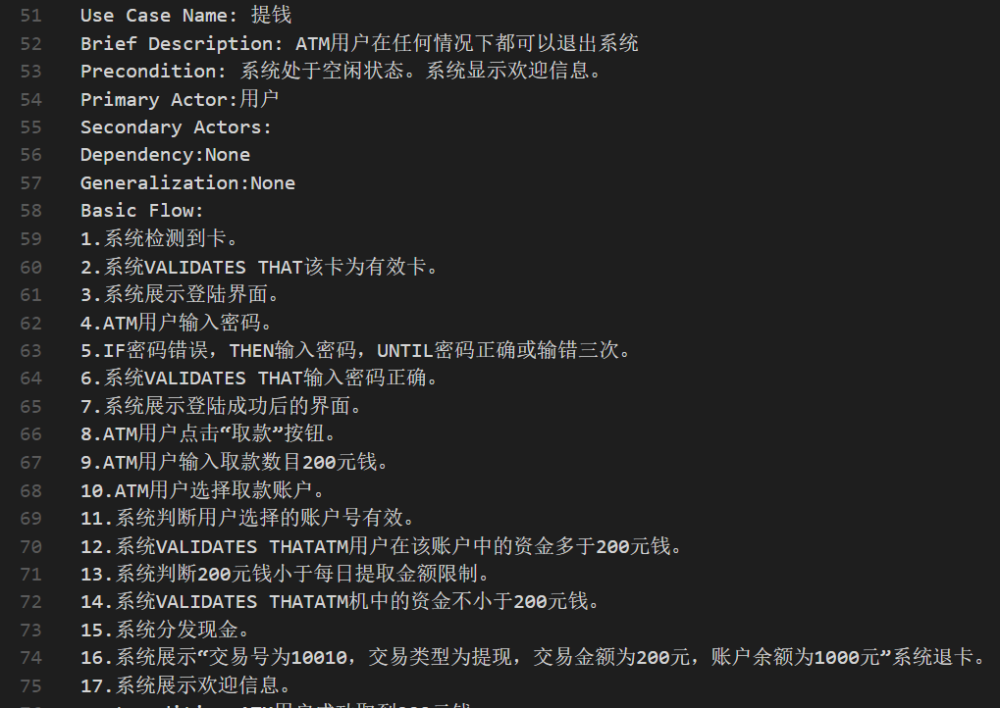 51 Use Case Name: 提钱
52 Brief Description: ATM用户在任何情况下都可以退出系统
53 Precondition: 系统处于空闲状态。系统显示欢迎信息。
54 Primary Actor:用户
55 Secondary Actors:
56 Dependency:None
57 Generalization:None
58 Basic Flow:
59 1.系统检测到卡。
60 2.系统VALIDATES THAT该卡为有效卡。
61 3.系统展示登陆界面。
62 4.ATM用户输入密码。
63 5.IF密码错误，THEN输入密码，UNTIL密码正确或输错三次。
64 6.系统VALIDATES THAT输入密码正确。
65 7.系统展示登陆成功后的界面。
66 8.ATM用户点击“取款”按钮。
67 9.ATM用户输入取款数目200元钱。
68 10.ATM用户选择取款账户。
69 11.系统判断用户选择的账户号有效。
70 12.系统VALIDATES THATATM用户在该账户中的资金多于200元钱。
71 13.系统判断200元钱小于每日提取金额限制。
72 14.系统VALIDATES THATATM机中的资金不小于200元钱。
73 15.系统分发现金。
74 16.系统展示“交易号为10010，交易类型为提现，交易金额为200元，账户余额为1000元”系统退卡。
75 17.系统展示欢迎信息。